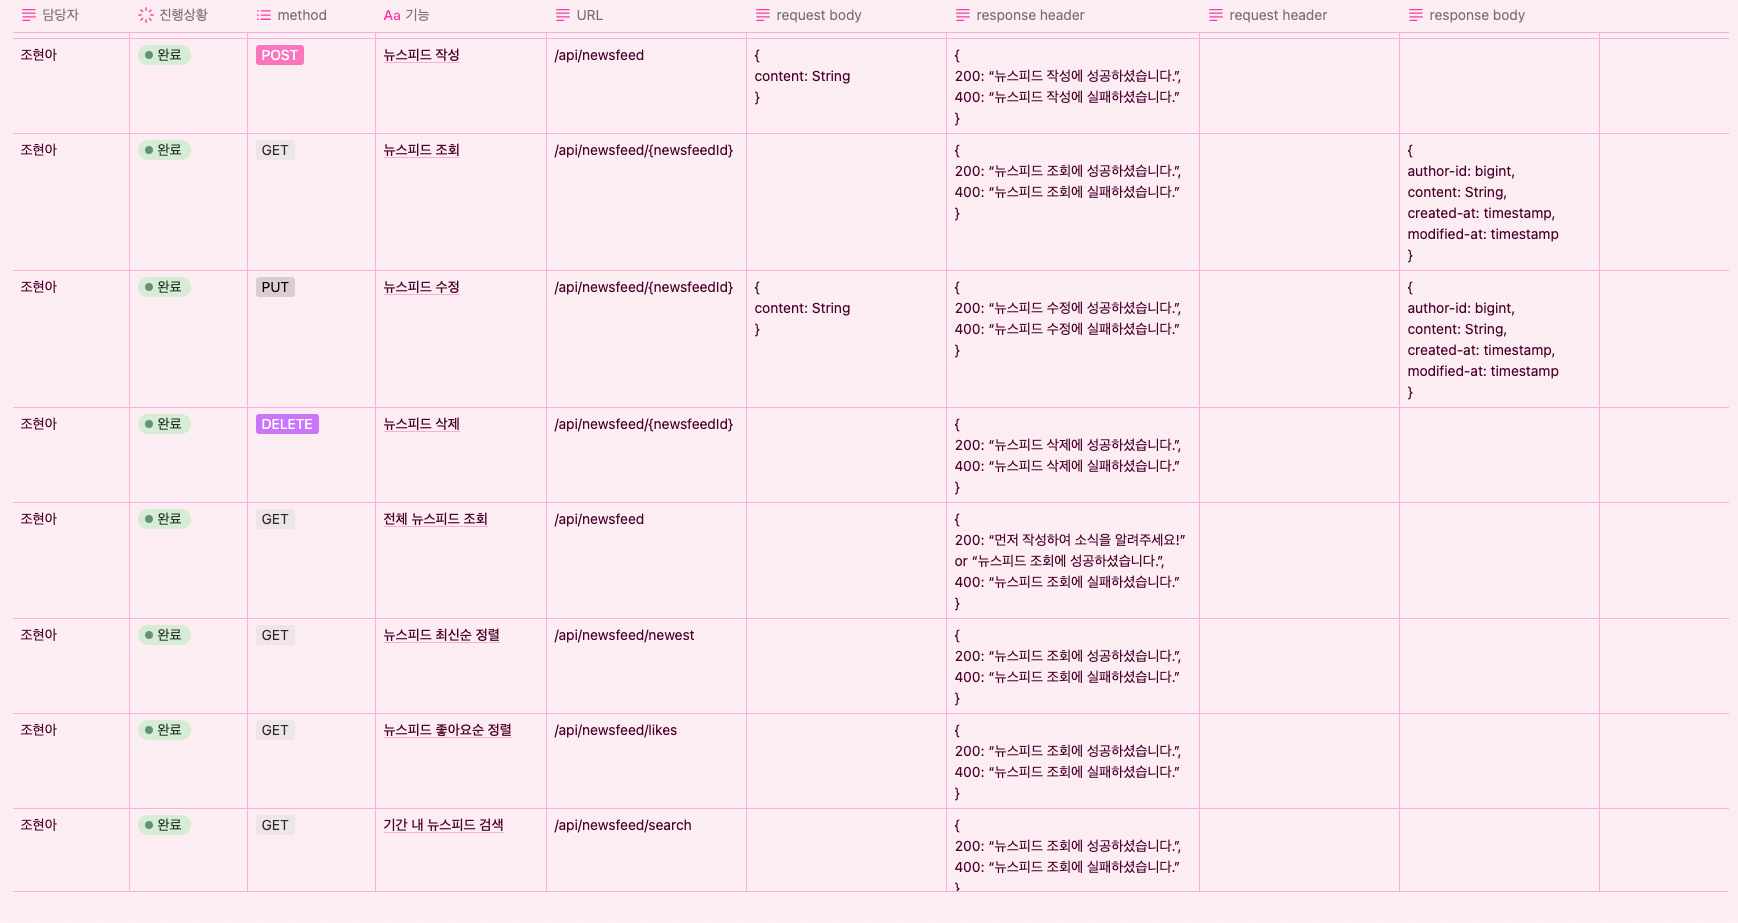 담당자 진행상황 method Aa 기능 URL request body response header request header response body
조현아 완료 POST 뉴스피드 작성 /api/newsfeed { {
content: String 200: “뉴스피드 작성에 성공하셨습니다.”,
} 400: “뉴스피드 작성에 실패하셨습니다.”
}
조현아 완료 GET 뉴스피드 조회 /api/newsfeed/{newsfeedId} { {
200: “뉴스피드 조회에 성공하셨습니다.”, author-id: bigint,
400: “뉴스피드 조회에 실패하셨습니다.” content: String,
} created-at: timestamp,
modified-at: timestamp
}
조현아 완료 PUT 뉴스피드 수정 /api/newsfeed/{newsfeedId} { { {
content: String 200: “뉴스피드 수정에 성공하셨습니다.”, author-id: bigint,
} 400: “뉴스피드 수정에 실패하셨습니다.” content: String,
} created-at: timestamp,
modified-at: timestamp
}
조현아 완료 DELETE 뉴스피드 삭제 /api/newsfeed/{newsfeedId} {
200: “뉴스피드 삭제에 성공하셨습니다.”,
400: “뉴스피드 삭제에 실패하셨습니다.”
}
조현아 완료 GET 전체 뉴스피드 조회 /api/newsfeed {
200: “먼저 작성하여 소식을 알려주세요!”
or “뉴스피드 조회에 성공하셨습니다.”,
400: “뉴스피드 조회에 실패하셨습니다.”
}
조현아 완료 GET 뉴스피드 최신순 정렬 /api/newsfeed/newest {
200: “뉴스피드 조회에 성공하셨습니다.”,
400: “뉴스피드 조회에 실패하셨습니다.”
}
조현아 완료 GET 뉴스피드 좋아요순 정렬 /api/newsfeed/likes {
200: “뉴스피드 조회에 성공하셨습니다.”,
400: “뉴스피드 조회에 실패하셨습니다.”
}
조현아 완료 GET 기간 내 뉴스피드 검색 /api/newsfeed/search {
200: “뉴스피드 조회에 성공하셨습니다.”,
400: “뉴스피드 조회에 실패하셨습니다.”
}